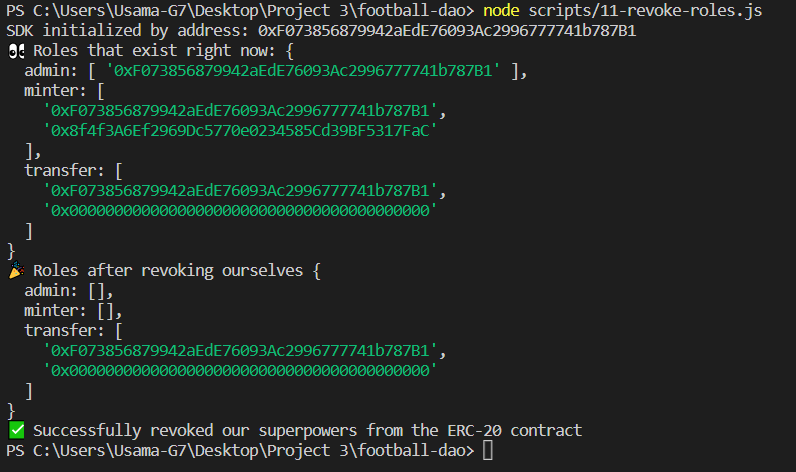 PS C:\Users\Usama-G7\Desktop\Project 3\football-dao> node scripts/11-revoke-roles.js
SDK initialized by address: 0xF073856879942aEdE76093Ac2996777741b787B1
👀 Roles that exist right now: {
  admin: [ '0xF073856879942aEdE76093Ac2996777741b787B1' ],
  minter: [
    '0xF073856879942aEdE76093Ac2996777741b787B1',
    '0x8f4f3A6Ef2969Dc5770e0234585Cd39BF5317FaC'
  ],
  transfer: [
    '0xF073856879942aEdE76093Ac2996777741b787B1',
    '0x0000000000000000000000000000000000000000'
  ]
}
🎉 Roles after revoking ourselves {
  admin: [],
  minter: [],
  transfer: [
    '0xF073856879942aEdE76093Ac2996777741b787B1',
    '0x0000000000000000000000000000000000000000'
  ]
}
✅ Successfully revoked our superpowers from the ERC-20 contract
PS C:\Users\Usama-G7\Desktop\Project 3\football-dao>